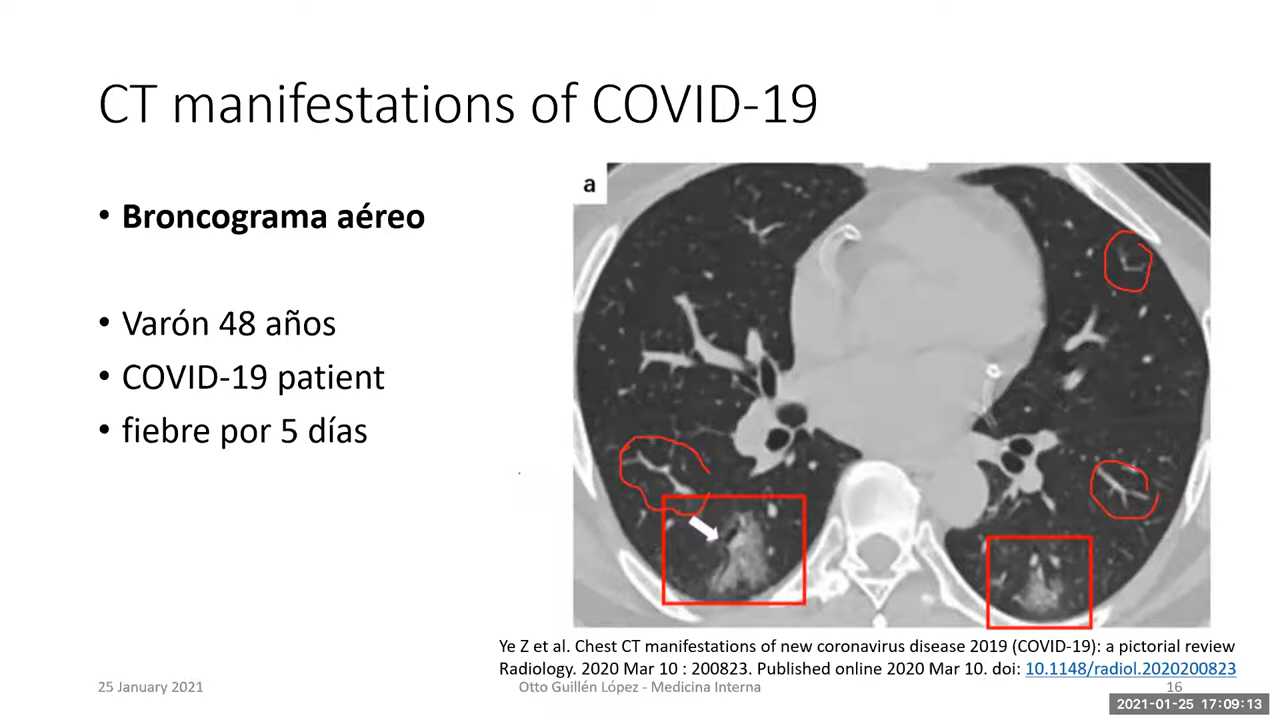 CT manifestations of COVID-19
• Broncograma aéreo
• Varón 48 años
• COVID-19 patient
• fiebre por 5 días
a
Ye Z et al. Chest CT manifestations of new coronavirus disease 2019 (COVID-19): a pictorial review
Radiology. 2020 Mar 10 : 200823. Published online 2020 Mar 10. doi: 10.1148/radiol.2020200823
25 January 2021
Otto Guillén López - Medicina Interna
16
2021-01-25 17:09:13